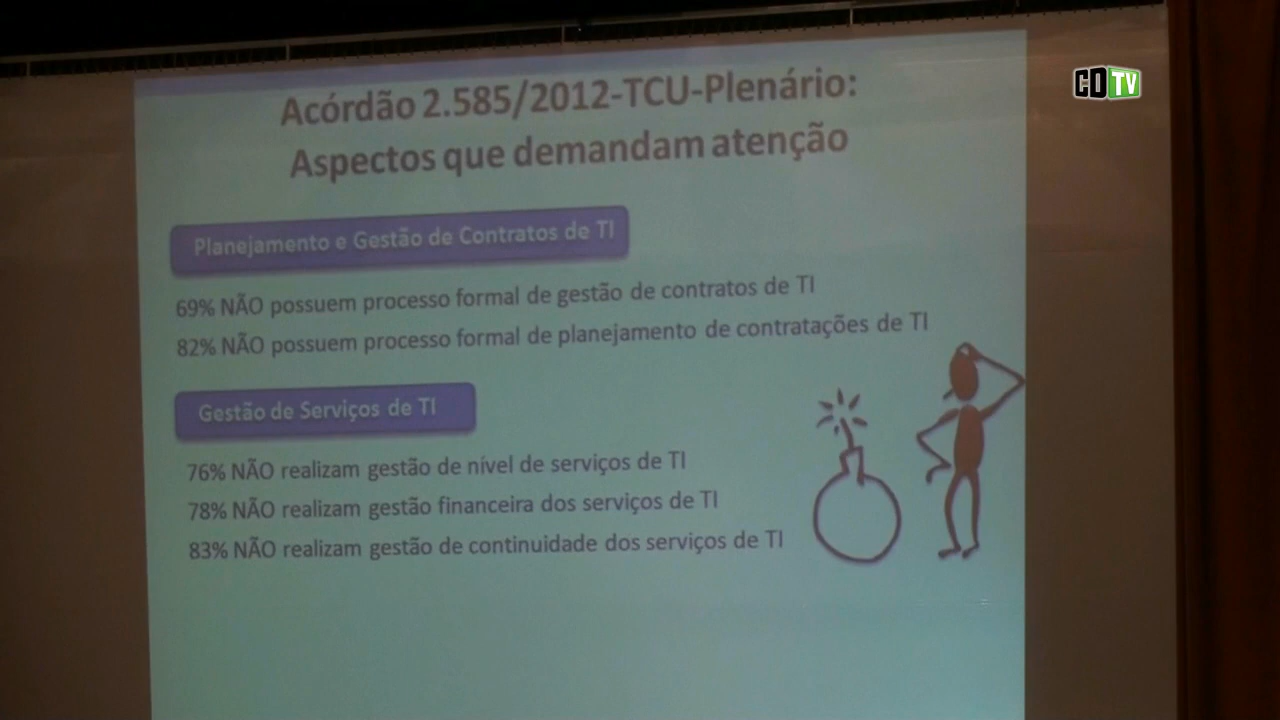 CDTV
Acórdão 2.585/2012-TCU-Plenário:
Aspectos que demandam atenção
Planejamento e Gestão de Contratos de TI
69% NÃO possuem processo formal de gestão de contratos de TI
82% NÃO possuem processo formal de planejamento de contratações de TI
Gestão de Serviços de TI
76% NÃO realizam gestão de nível de serviços de TI
78% NÃO realizam gestão financeira dos serviços de TI
83% NÃO realizam gestão de continuidade dos serviços de TI